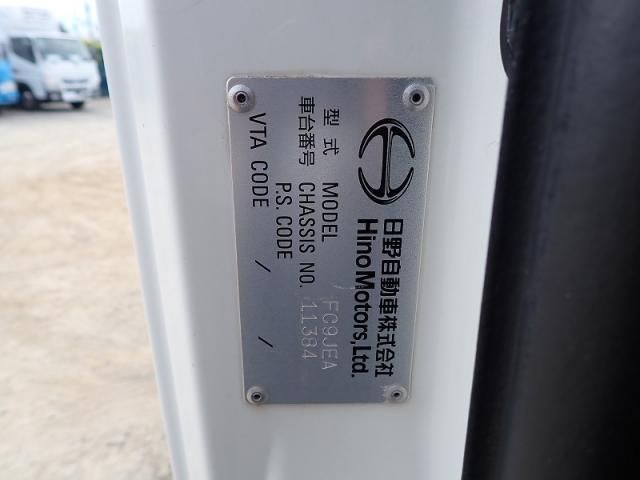 日野自動車株式会社
Hino Motors, Ltd.
型式 MODEL FC9JEA
車台番号 CHASSIS NO. 11384
P.S. CODE /
VTA CODE /